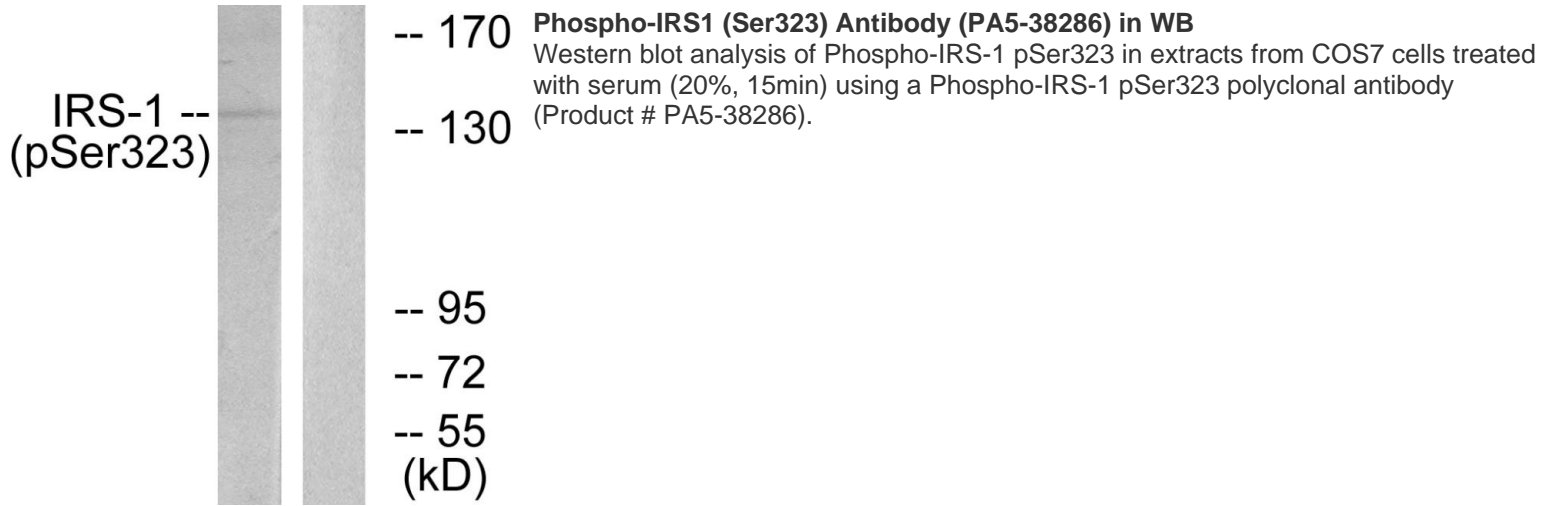 IRS-1 --
(pSer323)
-- 170
-- 130
-- 95
-- 72
-- 55
(kD)
Phospho-IRS1 (Ser323) Antibody (PA5-38286) in WB
Western blot analysis of Phospho-IRS-1 pSer323 in extracts from COS7 cells treated
with serum (20%, 15min) using a Phospho-IRS-1 pSer323 polyclonal antibody
(Product # PA5-38286).